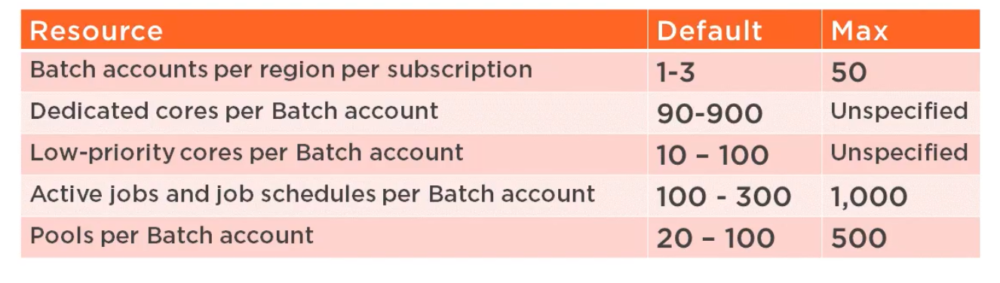 Resource Default Max
Batch accounts per region per subscription 1-3 50
Dedicated cores per Batch account 90-900 Unspecified
Low-priority cores per Batch account 10 – 100 Unspecified
Active jobs and job schedules per Batch account 100 - 300 1,000
Pools per Batch account 20 – 100 500